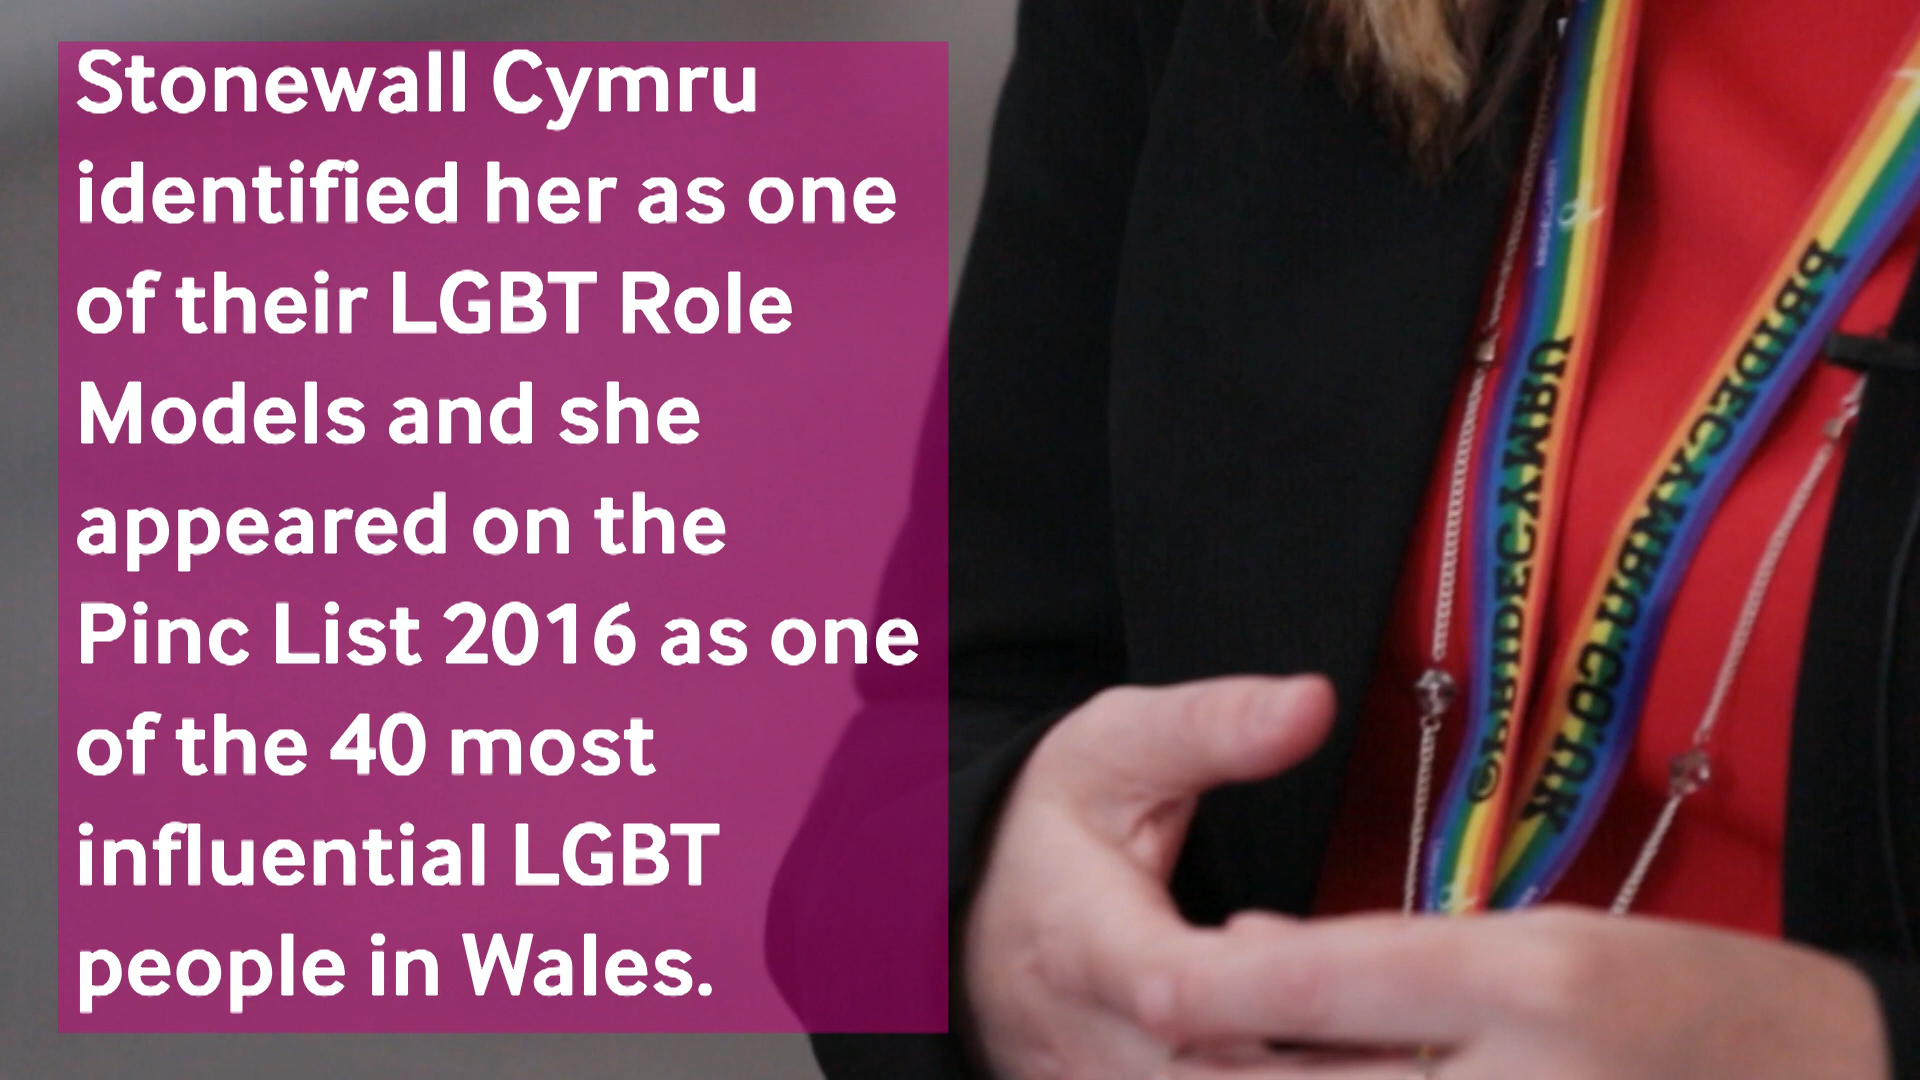 Stonewall Cymru
identified her as one
of their LGBT Role
Models and she
appeared on the
Pinc List 2016 as one
of the 40 most
influential LGBT
people in Wales.
PRIDECYMRU.CO.UK
@PRIDECYMRU